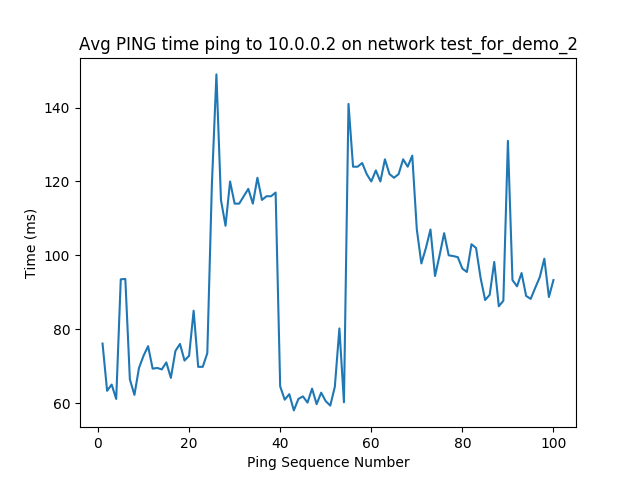 Avg PING time ping to 10.0.0.2 on network test_for_demo_2
140
120
100
80
60
Time (ms)
0 20 40 60 80 100
Ping Sequence Number